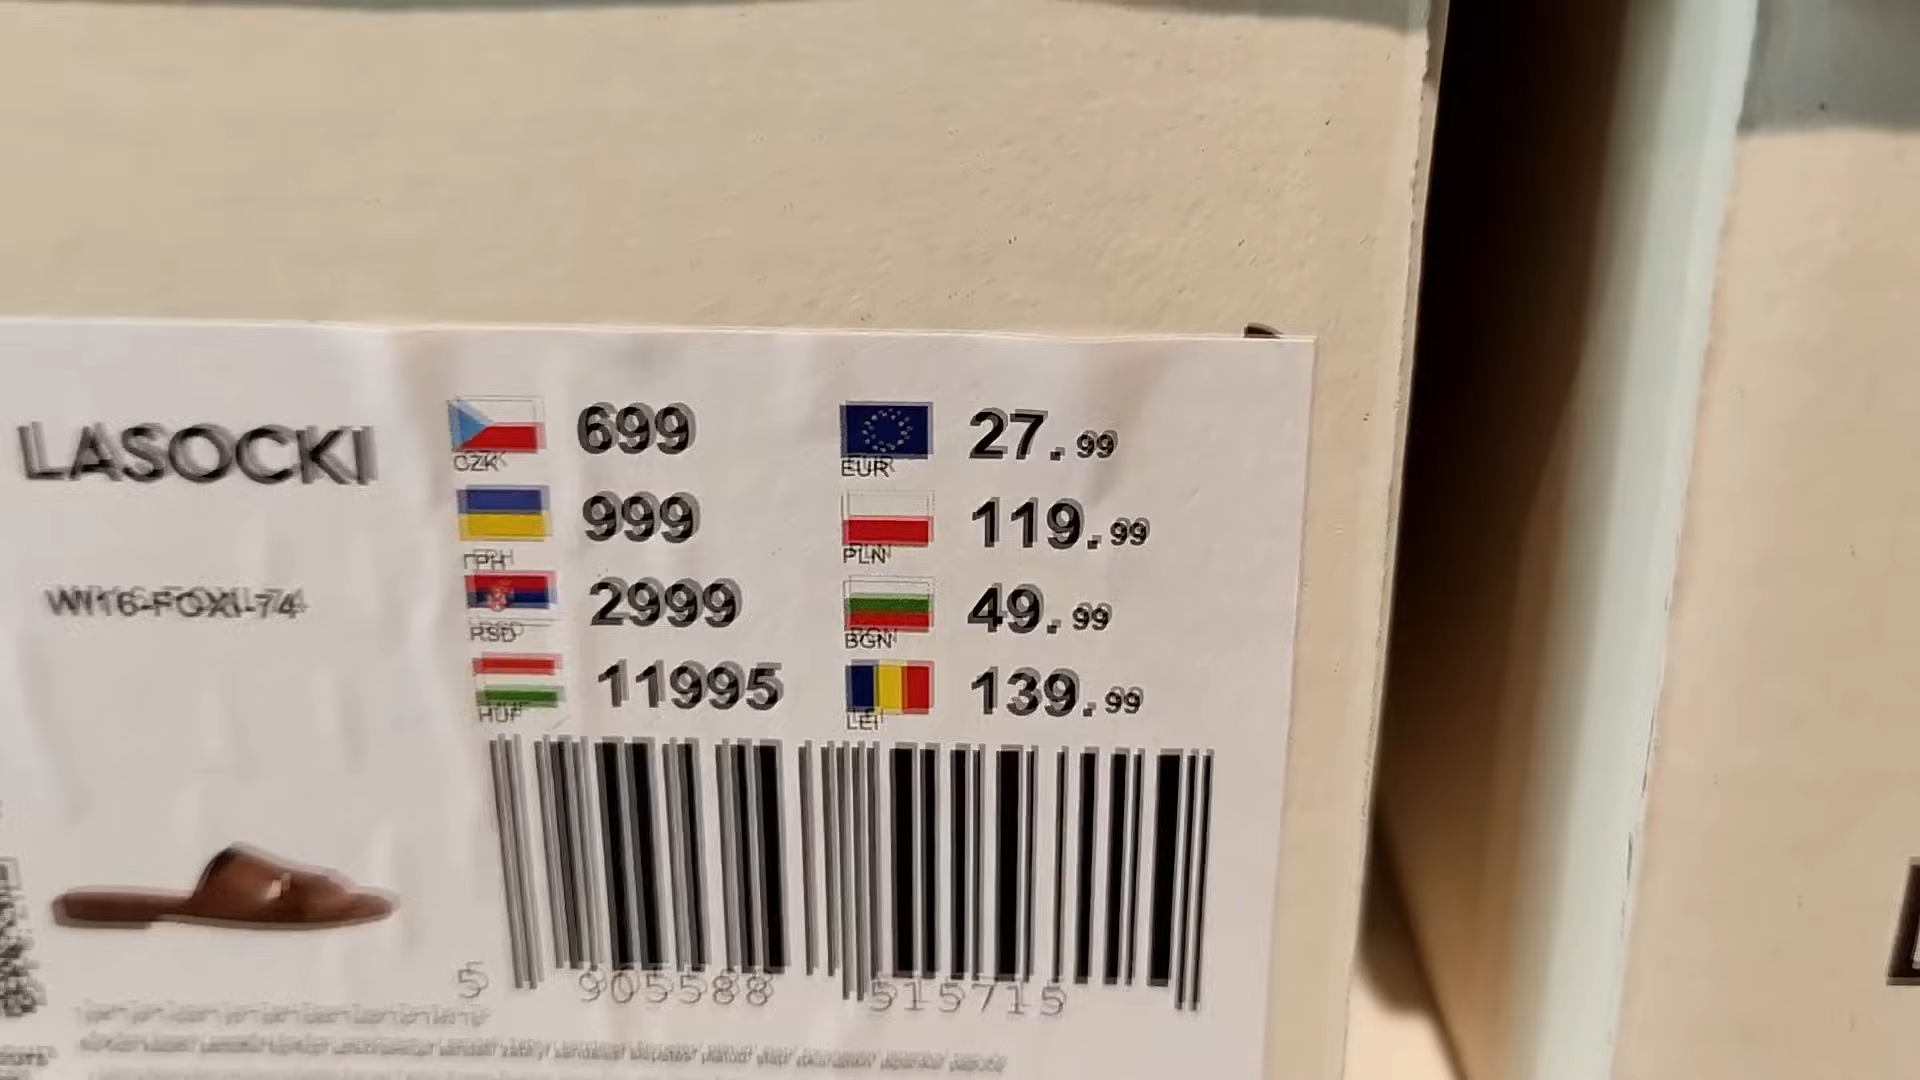 LASOCKI
WI16-FOXI-74
CZK 699
ГРН 999
RSD 2999
HUF 11995
EUR 27.99
PLN 119.99
BGN 49.99
LEI 139.99
5 905588 515715